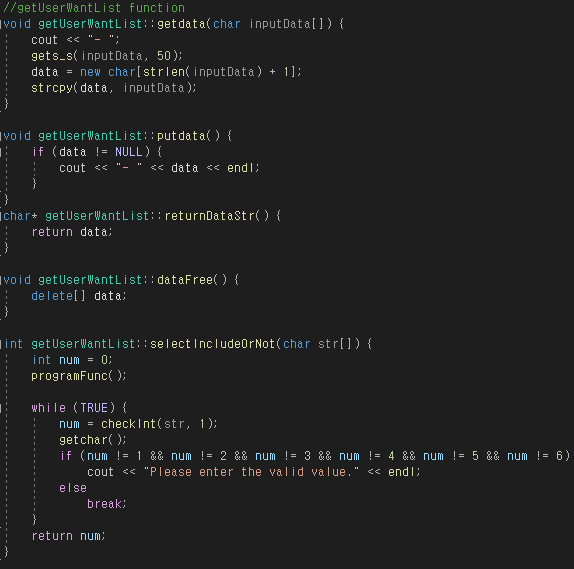 //getUserWantList function
void getUserWantList::getdata(char inputData[]) {
cout << "- ";
gets_s(inputData, 50);
data = new char[strlen(inputData) + 1];
strcpy(data, inputData);
}
void getUserWantList::putdata() {
if (data != NULL) {
cout << "- " << data << endl;
}
}
char* getUserWantList::returnDataStr() {
return data;
}
void getUserWantList::dataFree() {
delete[] data;
}
int getUserWantList::selectIncludeOrNot(char str[]) {
int num = 0;
programFunc();
while (TRUE) {
num = checkInt(str, 1);
getchar();
if (num != 1 && num != 2 && num != 3 && num != 4 && num != 5 && num != 6)
cout << "Please enter the valid value." << endl;
else
break;
}
return num;
}